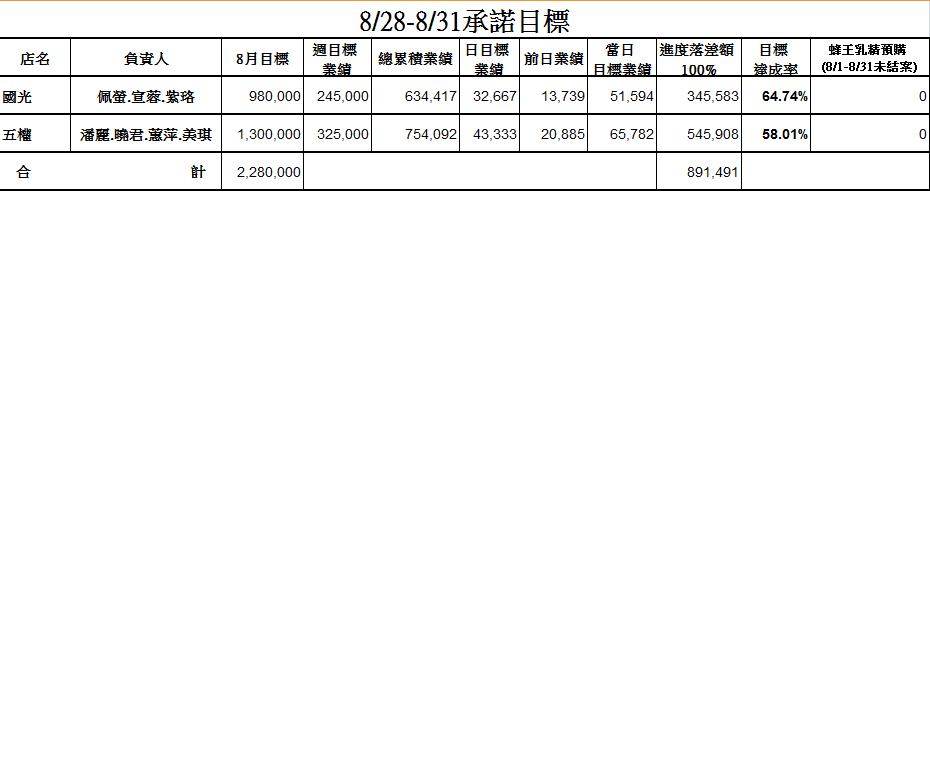 8/28-8/31承諾目標
店名 負責人 8月目標 週目標業績 總累積業績 日目標業績 前日業績 當日目標業績 進度落差額100% 目標達成率 蜂王乳精預購(8/1-8/31未結案)
國光 佩螢.宣蓉.紫珞 980,000 245,000 634,417 32,667 13,739 51,594 345,583 64.74% 0
五權 潘麗.曉君.蕙萍.美琪 1,300,000 325,000 754,092 43,333 20,885 65,782 545,908 58.01% 0
合 計 2,280,000 891,491